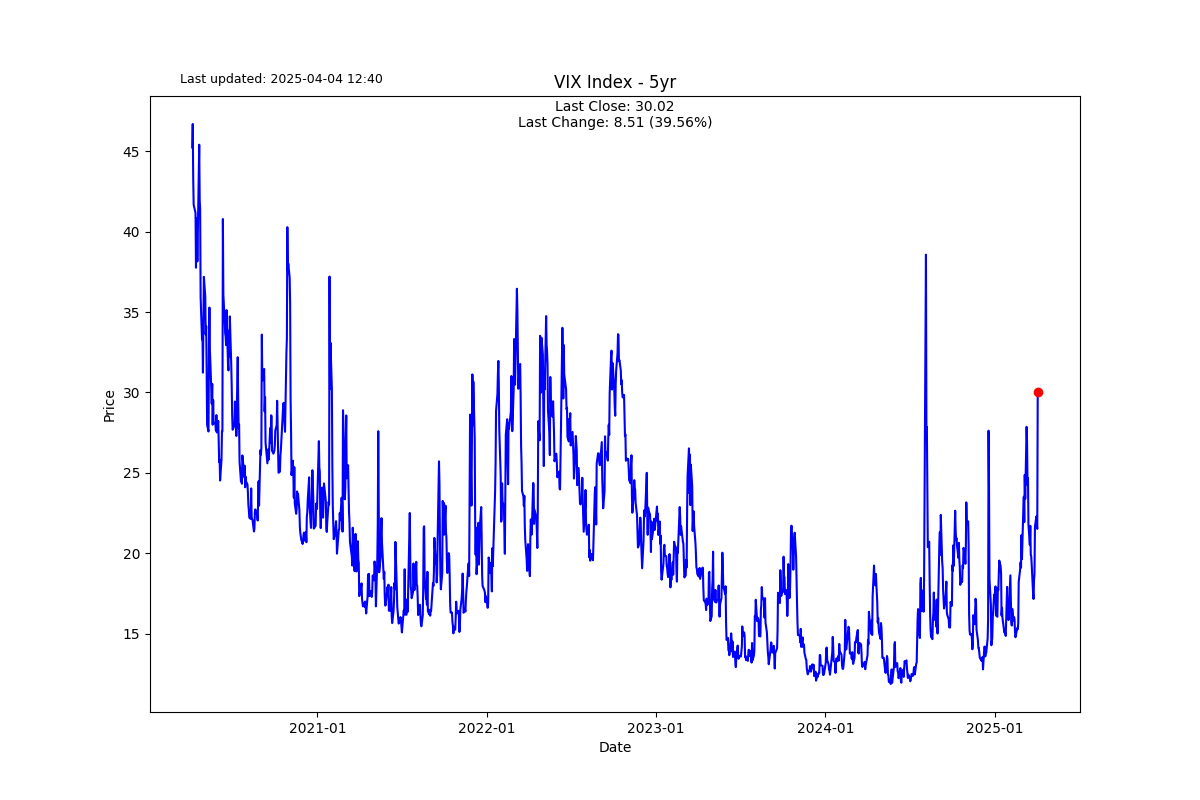 Last updated: 2025-04-04 12:40
VIX Index - 5yr
Last Close: 30.02
Last Change: 8.51 (39.56%)
Price
45
40
35
30
25
20
15
2021-01
2022-01
2023-01
2024-01
2025-01
Date